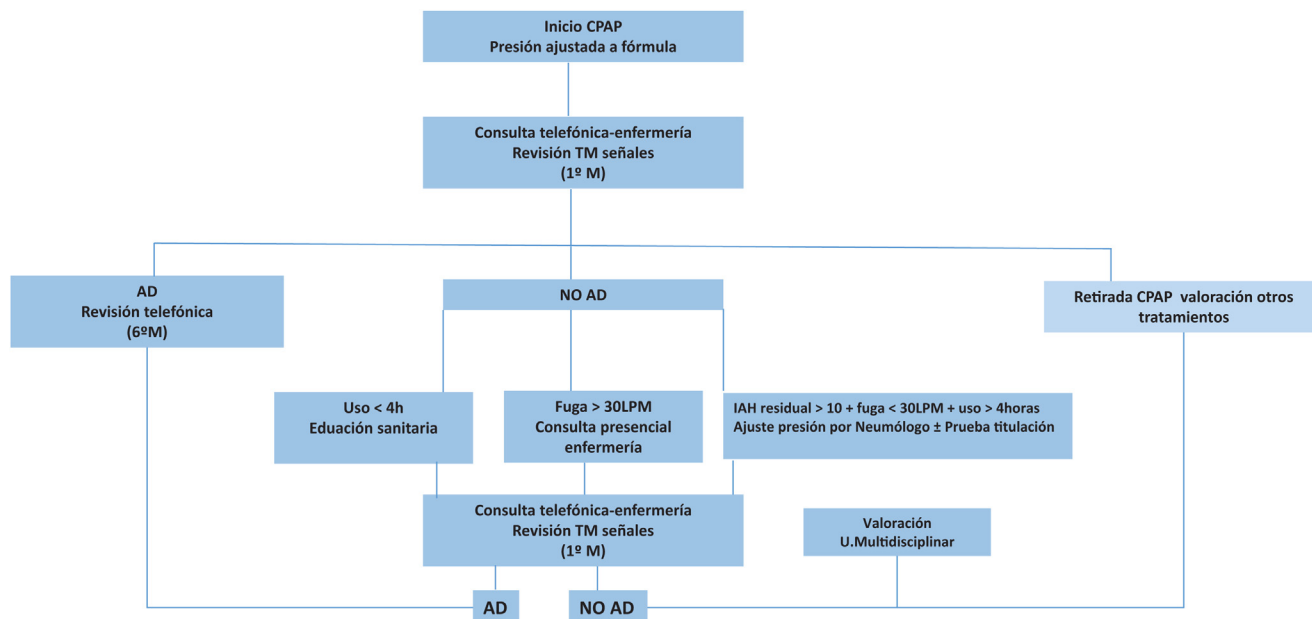 Inicio CPAP
Presión ajustada a fórmula
Consulta telefónica-enfermería
Revisión TM señales
(1º M)
AD
Revisión telefónica
(6ºM)
NO AD
Retirada CPAP valoración otros
tratamientos
Uso < 4h
Eduación sanitaria
Fuga > 30LPM
Consulta presencial
enfermería
IAH residual > 10 + fuga < 30LPM + uso > 4horas
Ajuste presión por Neumólogo ± Prueba titulación
Consulta telefónica-enfermería
Revisión TM señales
(1º M)
Valoración
U.Multidisciplinar
AD
NO AD